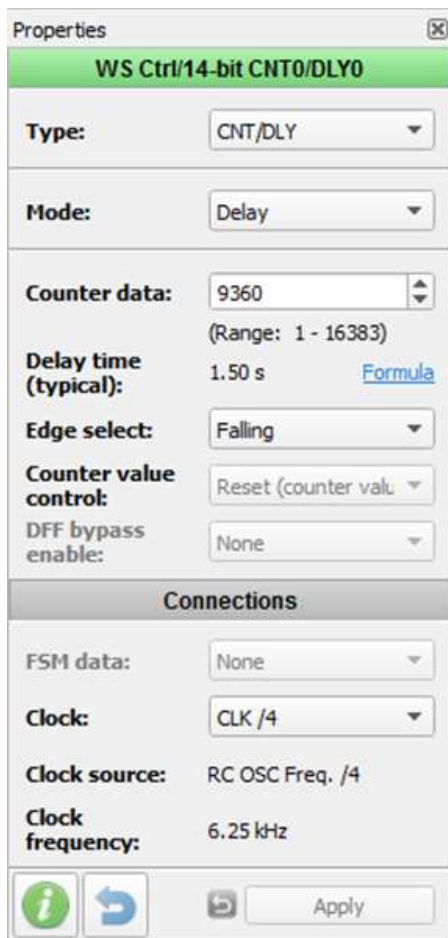 Properties
WS Ctrl/14-bit CNT0/DLY0
Type: CNT/DLY
Mode: Delay
Counter data: 9360
(Range: 1 - 16383)
Delay time
(typical): 1.50 s Formula
Edge select: Falling
Counter value
control: Reset (counter valu
DFF bypass
enable: None
Connections
FSM data: None
Clock: CLK /4
Clock source: RC OSC Freq. /4
Clock
frequency: 6.25 kHz
i Apply